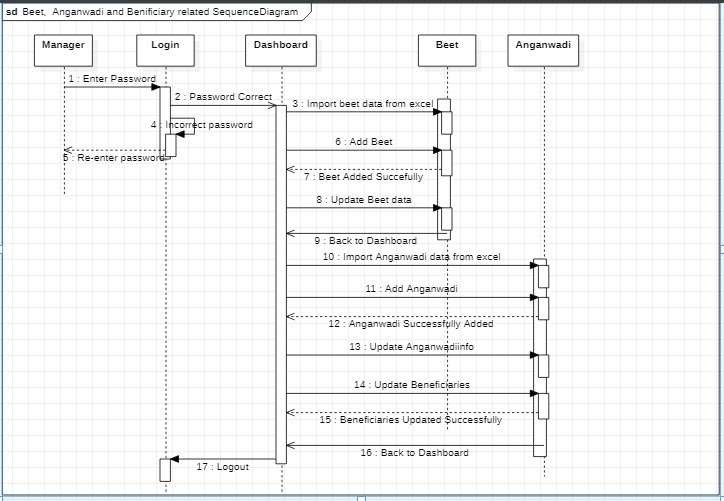 sd Beet, Anganwadi and Benificiary related SequenceDiagram
Manager
Login
Dashboard
Beet
Anganwadi
1 : Enter Password
2 : Password Correct
3 : Import beet data from excel
4 : Incorrect password
6 : Add Beet
5 : Re-enter password
7 : Beet Added Succefully
8 : Update Beet data
9 : Back to Dashboard
10 : Import Anganwadi data from excel
11 : Add Anganwadi
12 : Anganwadi Successfully Added
13 : Update Anganwadiinfo
14 : Update Beneficiaries
15 : Beneficiaries Updated Successfully
16 : Back to Dashboard
17 : Logout